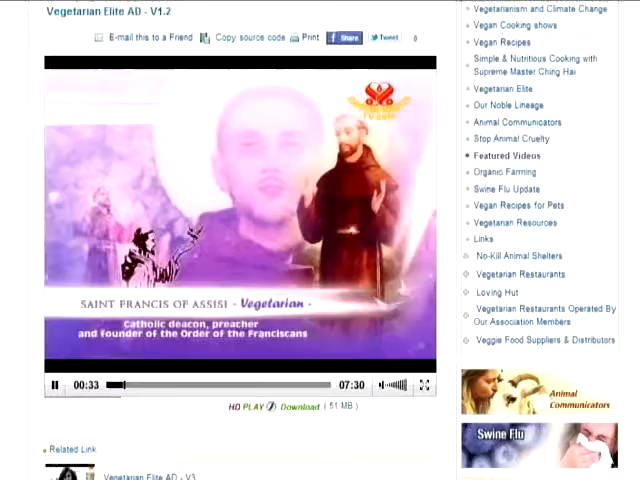 Vegetarian Elite AD - V1.2
E-mail this to a Friend
Copy source code
Print
Share
Tweet
0
SAINT FRANCIS OF ASSISI - Vegetarian -
Catholic deacon, preacher
and founder of the Order of the Franciscans
00:33
07:30
HD PLAY
Download ( 51 MB )
Related Link
Vegetarian Elite AD - V3
Vegetarianism and Climate Change
Vegan Cooking shows
Vegan Recipes
Simple & Nutritious Cooking with
Supreme Master Ching Hai
Vegetarian Elite
Our Noble Lineage
Animal Communicators
Stop Animal Cruelty
Featured Videos
Organic Farming
Swine Flu Update
Vegan Recipes for Pets
Vegetarian Resources
Links
No-Kill Animal Shelters
Vegetarian Restaurants
Loving Hut
Vegetarian Restaurants Operated By
Our Association Members
Veggie Food Suppliers & Distributors
Animal
Communicators
Swine Flu